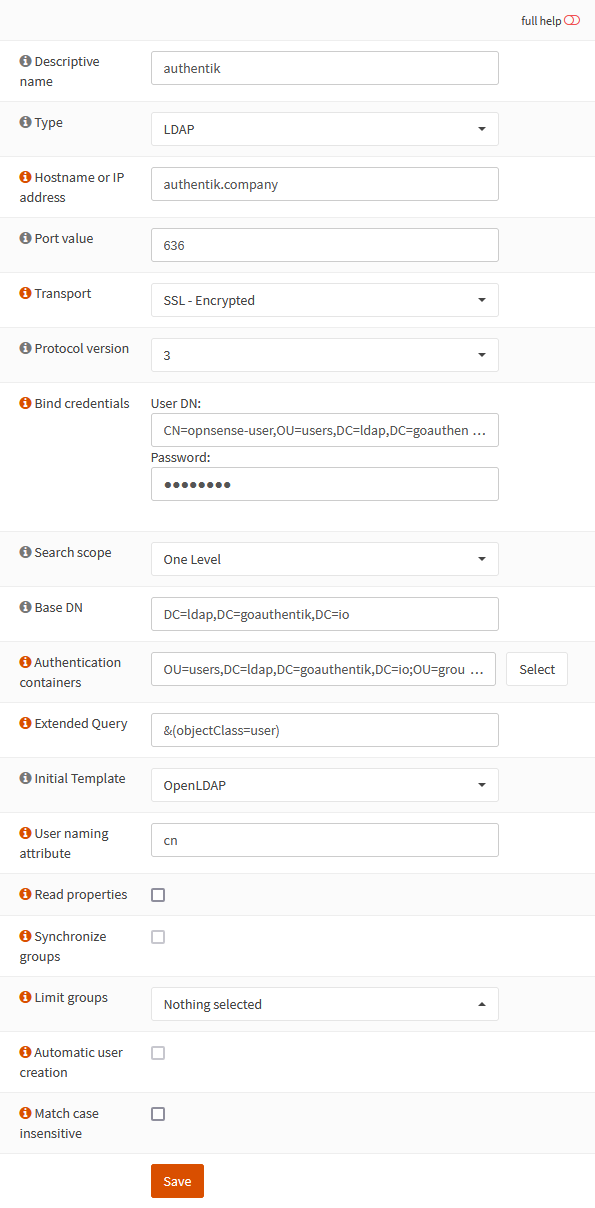 full help
Descriptive
name
authentik
Type
LDAP
Hostname or IP
address
authentik.company
Port value
636
Transport
SSL - Encrypted
Protocol version
3
Bind credentials
User DN:
CN=opnsense-user,OU=users,DC=ldap,DC=goauthen ...
Password:
●●●●●●●●
Search scope
One Level
Base DN
DC=ldap,DC=goauthentik,DC=io
Authentication
containers
OU=users,DC=ldap,DC=goauthentik,DC=io;OU=grou ...
Select
Extended Query
&(objectClass=user)
Initial Template
OpenLDAP
User naming
attribute
cn
Read properties
Synchronize
groups
Limit groups
Nothing selected
Automatic user
creation
Match case
insensitive
Save